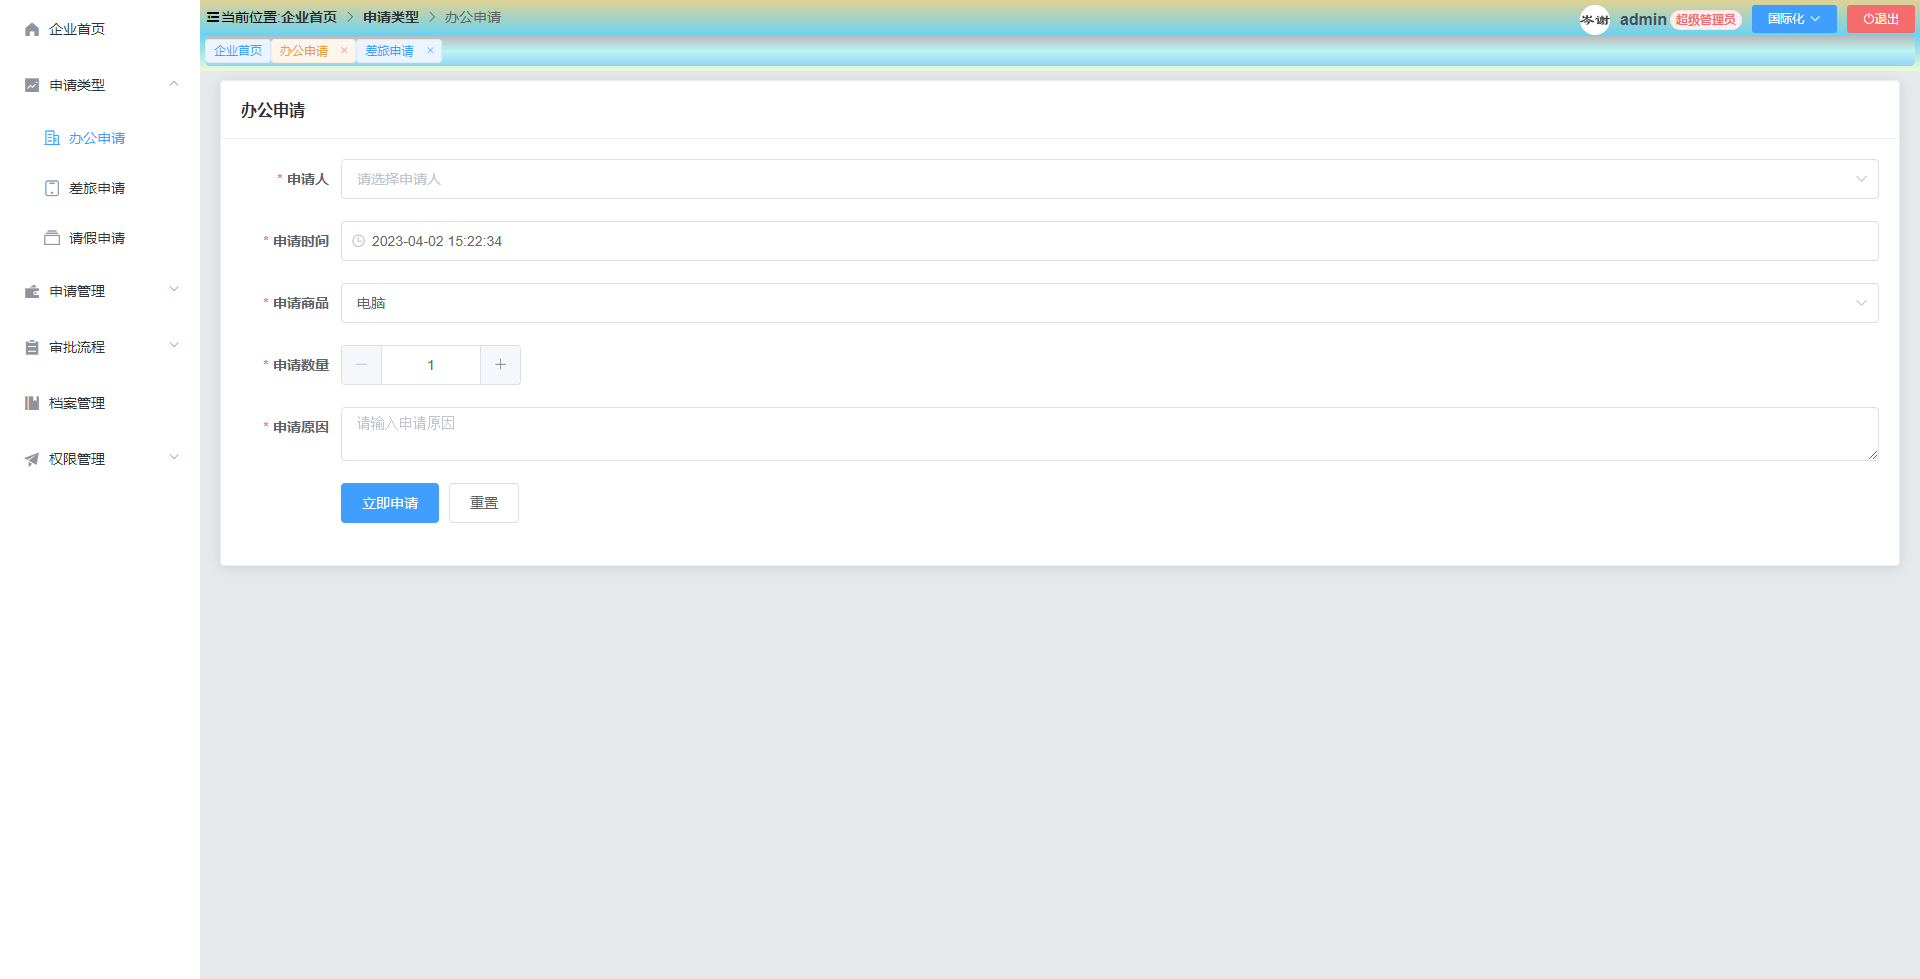 企业首页
申请类型
办公申请
差旅申请
请假申请
申请管理
审批流程
档案管理
权限管理
当前位置:企业首页 > 申请类型 > 办公申请
岑谢 admin 超级管理员 国际化 退出
企业首页 办公申请 × 差旅申请 ×
办公申请
* 申请人 请选择申请人
* 申请时间 2023-04-02 15:22:34
* 申请商品 电脑
* 申请数量 − 1 +
* 申请原因 请输入申请原因
立即申请 重置